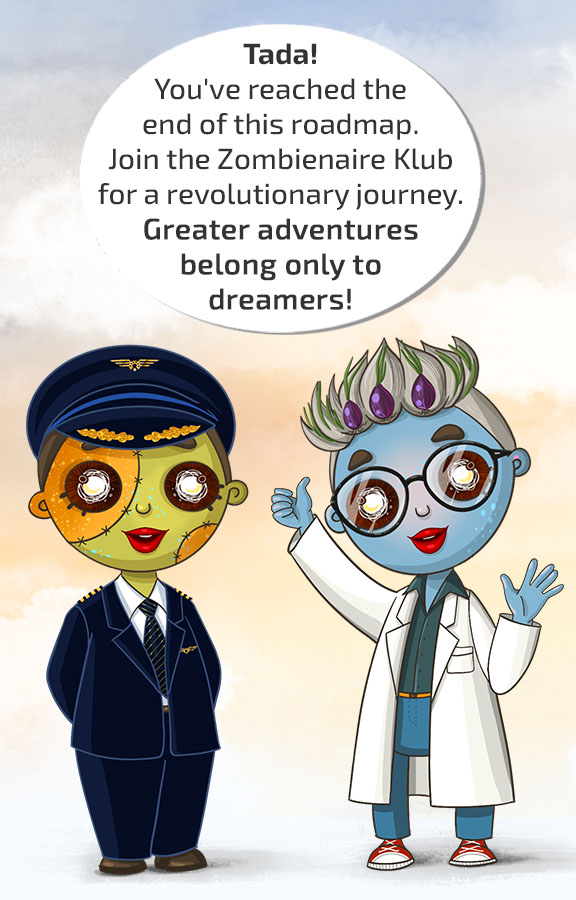 Tada!
You've reached the
end of this roadmap.
Join the Zombienaire Klub
for a revolutionary journey.
Greater adventures
belong only to
dreamers!